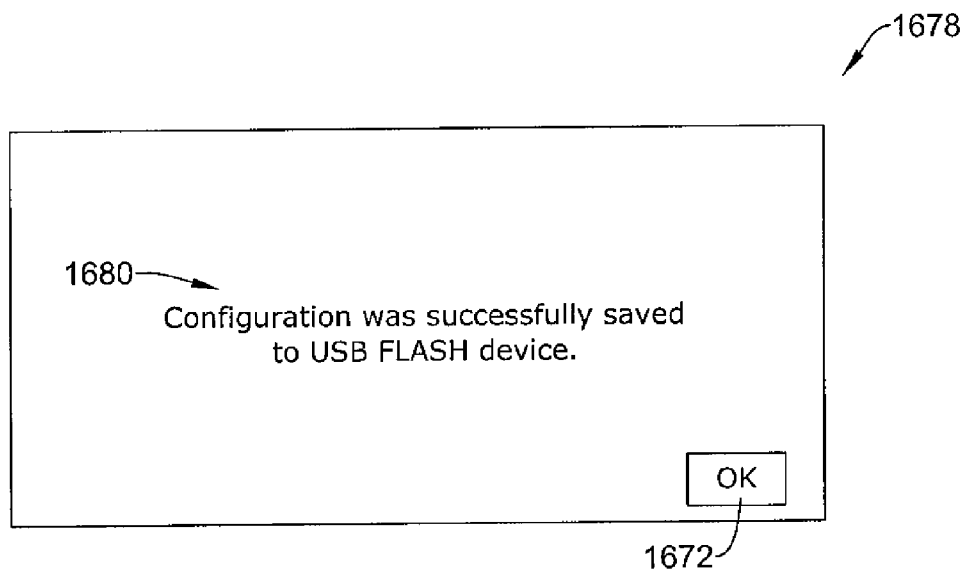 1678
1680
Configuration was successfully saved
to USB FLASH device.
OK
1672